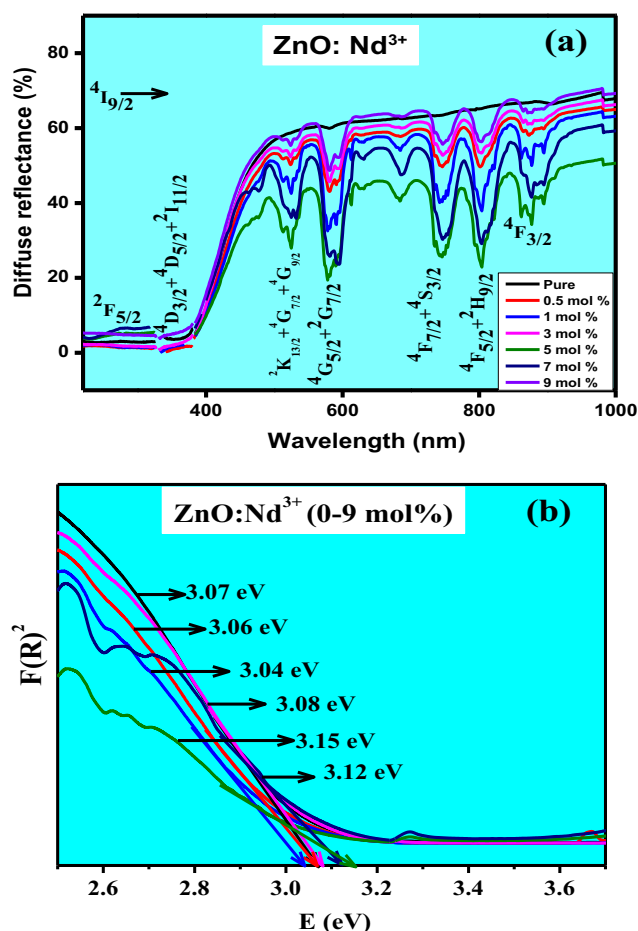 ZnO: Nd³⁺
(a)
Diffuse reflectance (%)
80
60
40
20
0
⁴I₉/₂
²F₅/₂
⁴D₃/₂+⁴D₅/₂+²I₁₁/₂
²K₁₃/₂+⁴G₇/₂+⁴G₉/₂
⁴G₅/₂+²G₇/₂
⁴F₇/₂+⁴S₃/₂
⁴F₅/₂+²H₉/₂
⁴F₃/₂
Pure
0.5 mol %
1 mol %
3 mol %
5 mol %
7 mol %
9 mol %
400 600 800 1000
Wavelength (nm)
ZnO:Nd³⁺ (0-9 mol%)
(b)
F(R)²
3.07 eV
3.06 eV
3.04 eV
3.08 eV
3.15 eV
3.12 eV
2.6 2.8 3.0 3.2 3.4 3.6
E (eV)